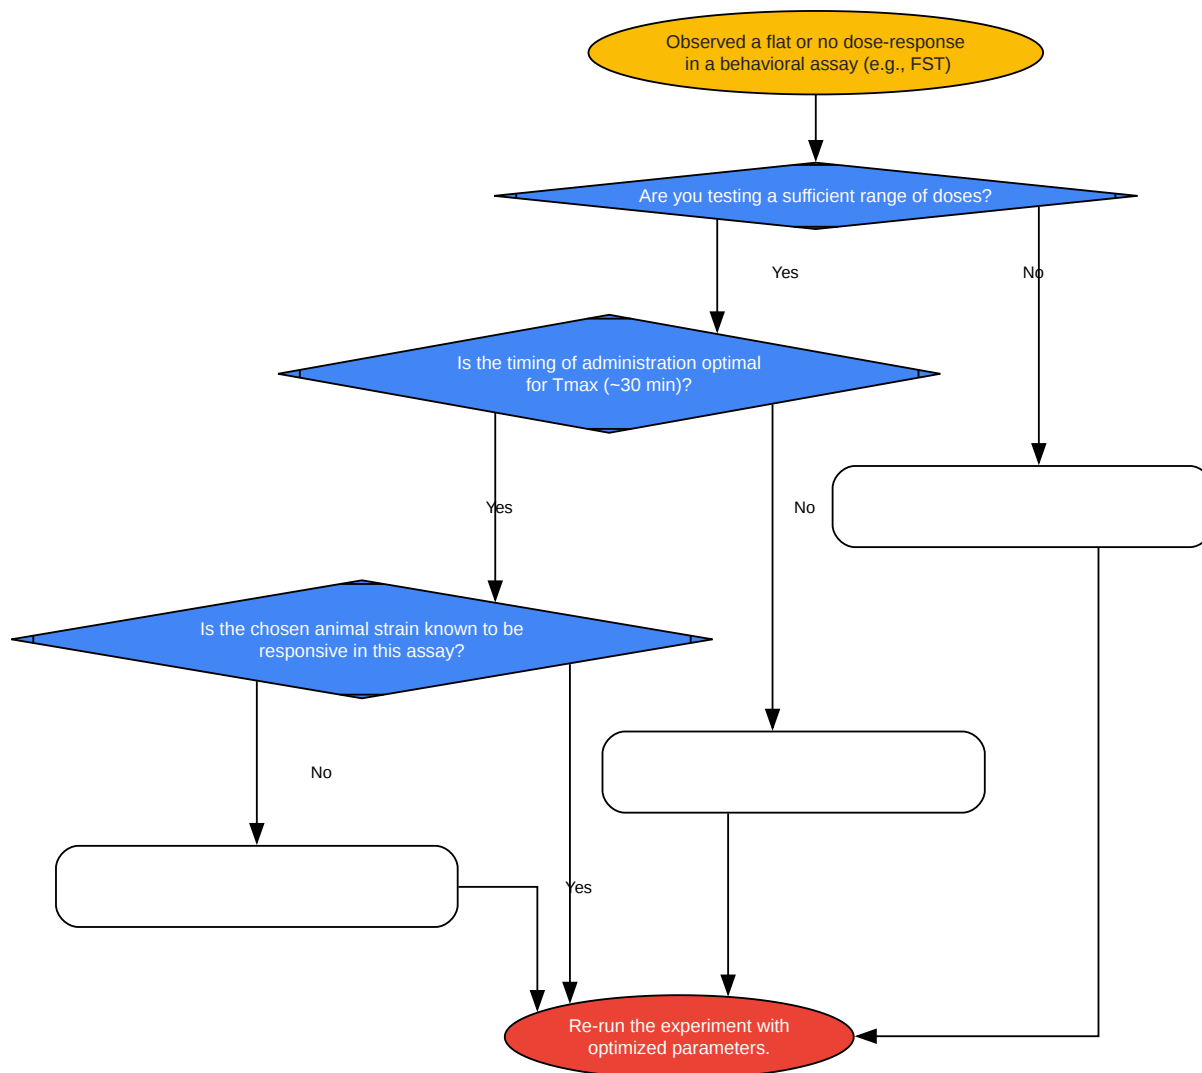 Observed a flat or no dose-response
in a behavioral assay (e.g., FST)
Are you testing a sufficient range of doses?
Yes
No
Is the timing of administration optimal
for Tmax (~30 min)?
Yes
No
Is the chosen animal strain known to be
responsive in this assay?
No
Yes
Re-run the experiment with
optimized parameters.